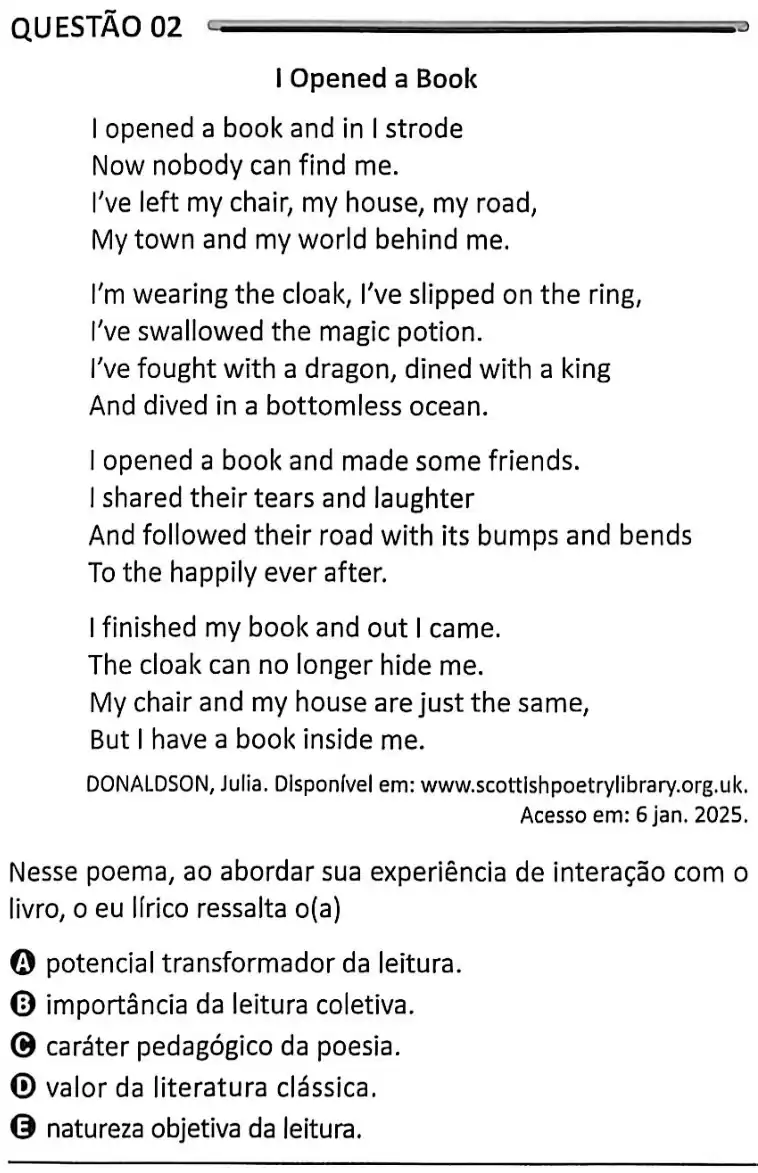 QUESTÃO 02
I Opened a Book
I opened a book and in I strode
Now nobody can find me.
I've left my chair, my house, my road,
My town and my world behind me.
I'm wearing the cloak, I've slipped on the ring,
I've swallowed the magic potion.
I've fought with a dragon, dined with a king
And dived in a bottomless ocean.
I opened a book and made some friends.
I shared their tears and laughter
And followed their road with its bumps and bends
To the happily ever after.
I finished my book and out I came.
The cloak can no longer hide me.
My chair and my house are just the same,
But I have a book inside me.
DONALDSON, Julia. Disponível em: www.scottishpoetrylibrary.org.uk.
Acesso em: 6 jan. 2025.
Nesse poema, ao abordar sua experiência de interação com o
livro, o eu lírico ressalta o(a)
A potencial transformador da leitura.
B importância da leitura coletiva.
C caráter pedagógico da poesia.
D valor da literatura clássica.
E natureza objetiva da leitura.